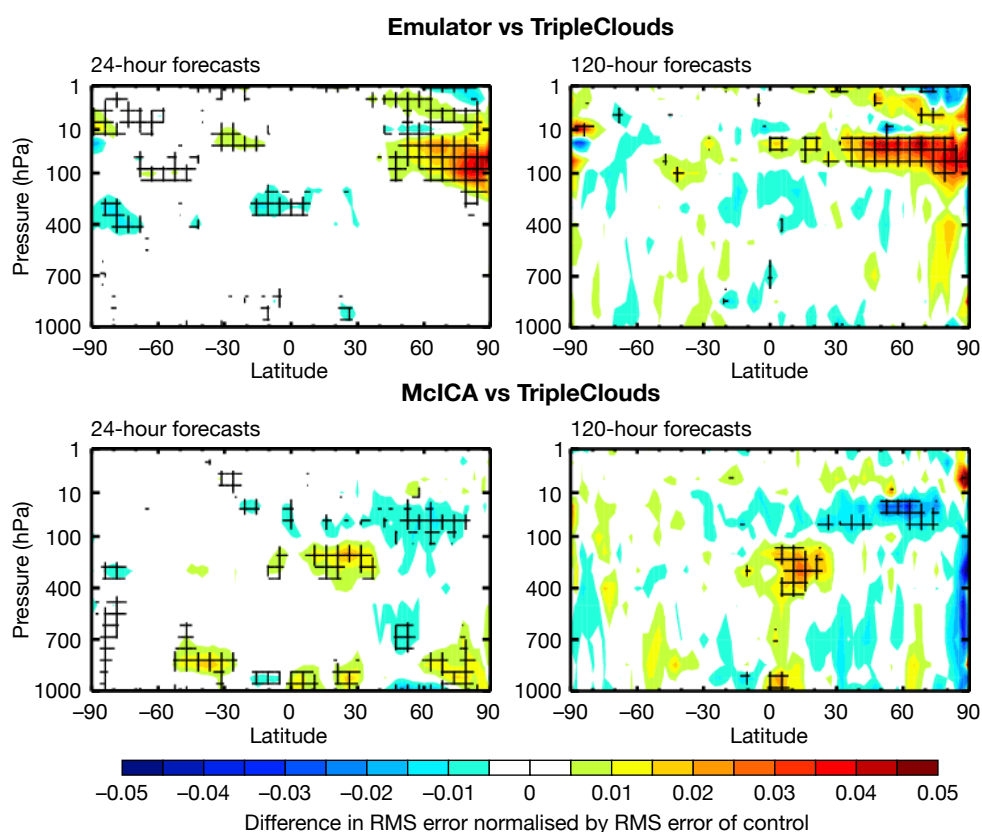 Emulator vs TripleClouds
24-hour forecasts
120-hour forecasts
1
10
100
400
700
1000
Pressure (hPa)
−90 −60 −30 0 30 60 90
Latitude
1
10
100
400
700
1000
−90 −60 −30 0 30 60 90
Latitude
McICA vs TripleClouds
24-hour forecasts
120-hour forecasts
1
10
100
400
700
1000
Pressure (hPa)
−90 −60 −30 0 30 60 90
Latitude
1
10
100
400
700
1000
−90 −60 −30 0 30 60 90
Latitude
−0.05 −0.04 −0.03 −0.02 −0.01 0 0.01 0.02 0.03 0.04 0.05
Difference in RMS error normalised by RMS error of control